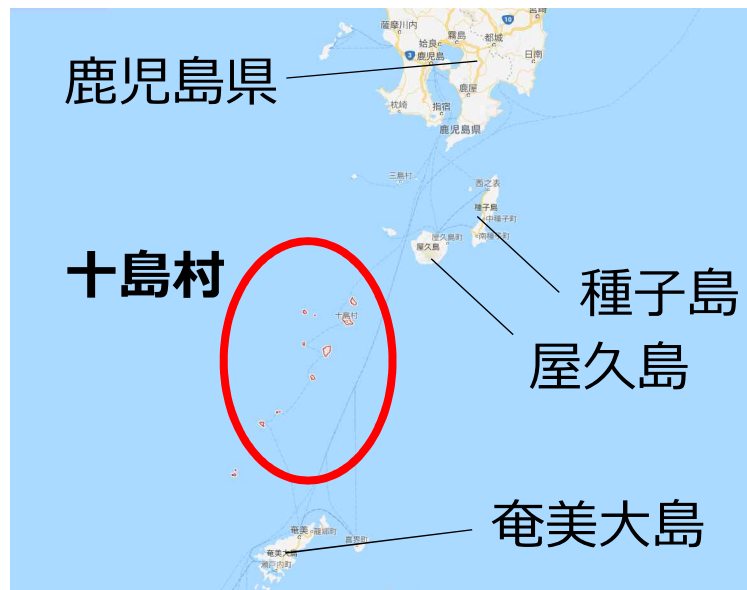 宮崎
薩摩川内
10
霧島
都城
姶良
3
鹿児島
日南
鹿児島県
鹿屋
枕崎
指宿
鹿児島県
三島村
西之表
種子島
中種子町
屋久島町
南種子町
屋久島
十島村
種子島
十島村
屋久島
奄美
龍郷町
奄美大島
喜界町
奄美大島
瀬戸内町